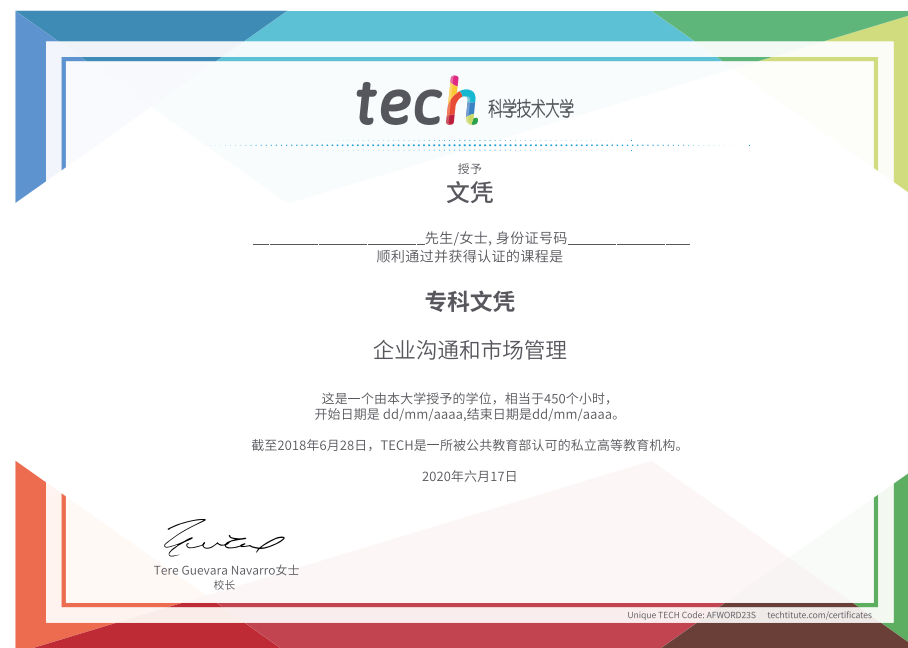 tech 科学技术大学
授予
文凭
______________________先生/女士, 身份证号码________________
顺利通过并获得认证的课程是
专科文凭
企业沟通和市场管理
这是一个由本大学授予的学位，相当于450个小时，
开始日期是 dd/mm/aaaa,结束日期是dd/mm/aaaa。
截至2018年6月28日，TECH是一所被公共教育部认可的私立高等教育机构。
2020年六月17日
Tere Guevara Navarro女士
校长
Unique TECH Code: AFWORD23S techtitute.com/certificates